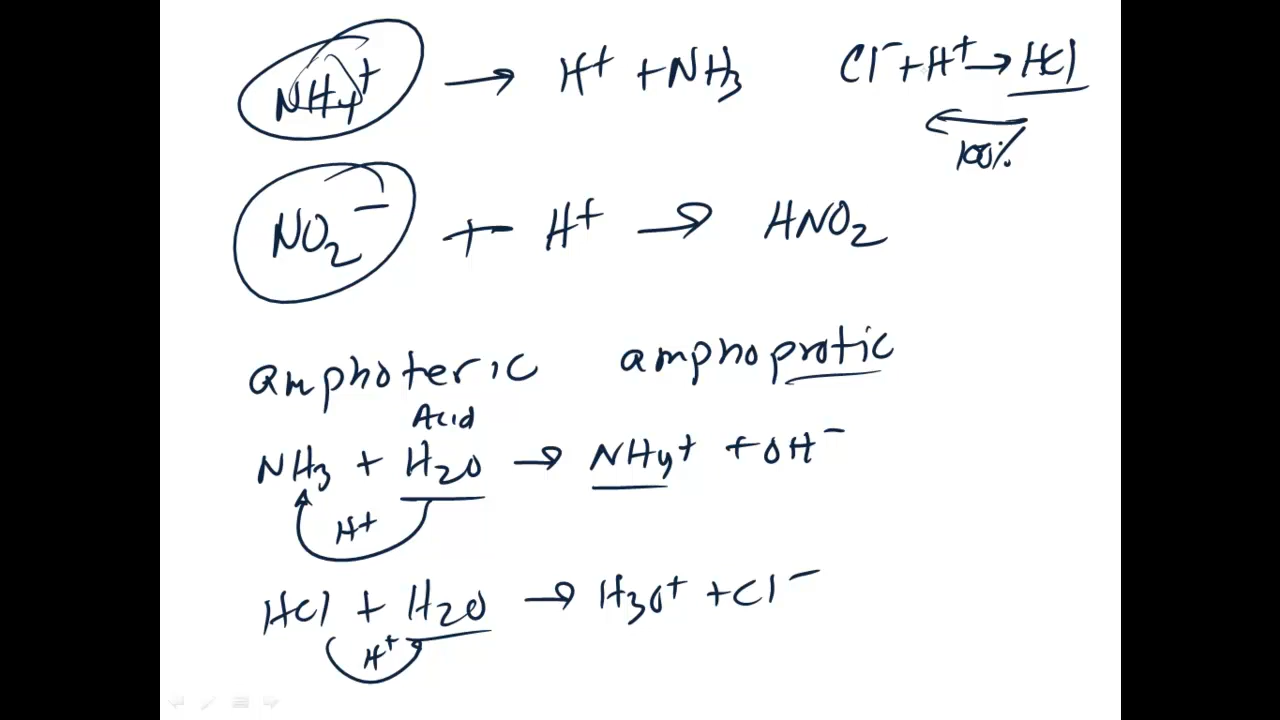 NH4+ → H+ + NH3 Cl- + H+ → HCl
← 100%
NO2- + H+ → HNO2
amphoteric amphoprotic
Acid
NH3 + H2O → NH4+ + OH-
H+
HCl + H2O → H3O+ + Cl-
H+